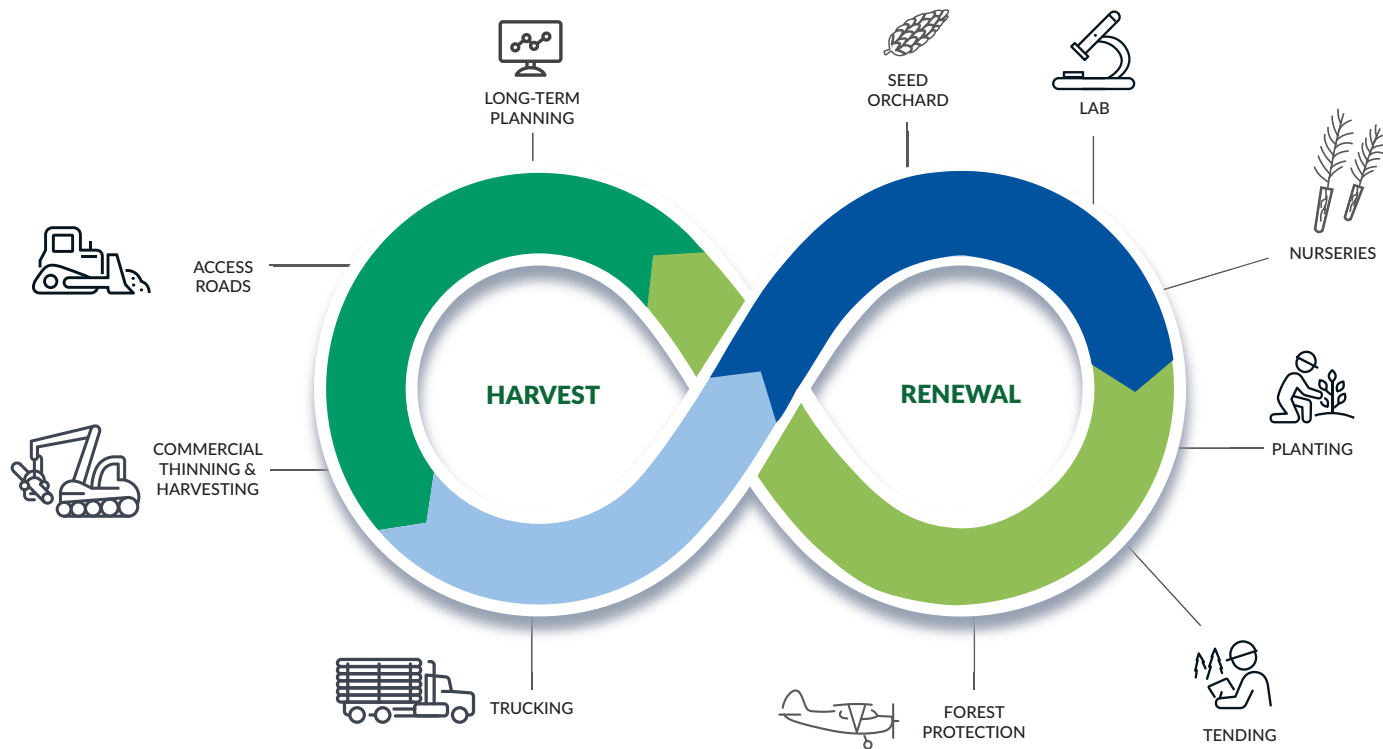 LONG-TERM
PLANNING
SEED
ORCHARD
LAB
NURSERIES
ACCESS
ROADS
HARVEST
RENEWAL
COMMERCIAL
THINNING &
HARVESTING
PLANTING
TRUCKING
FOREST
PROTECTION
TENDING